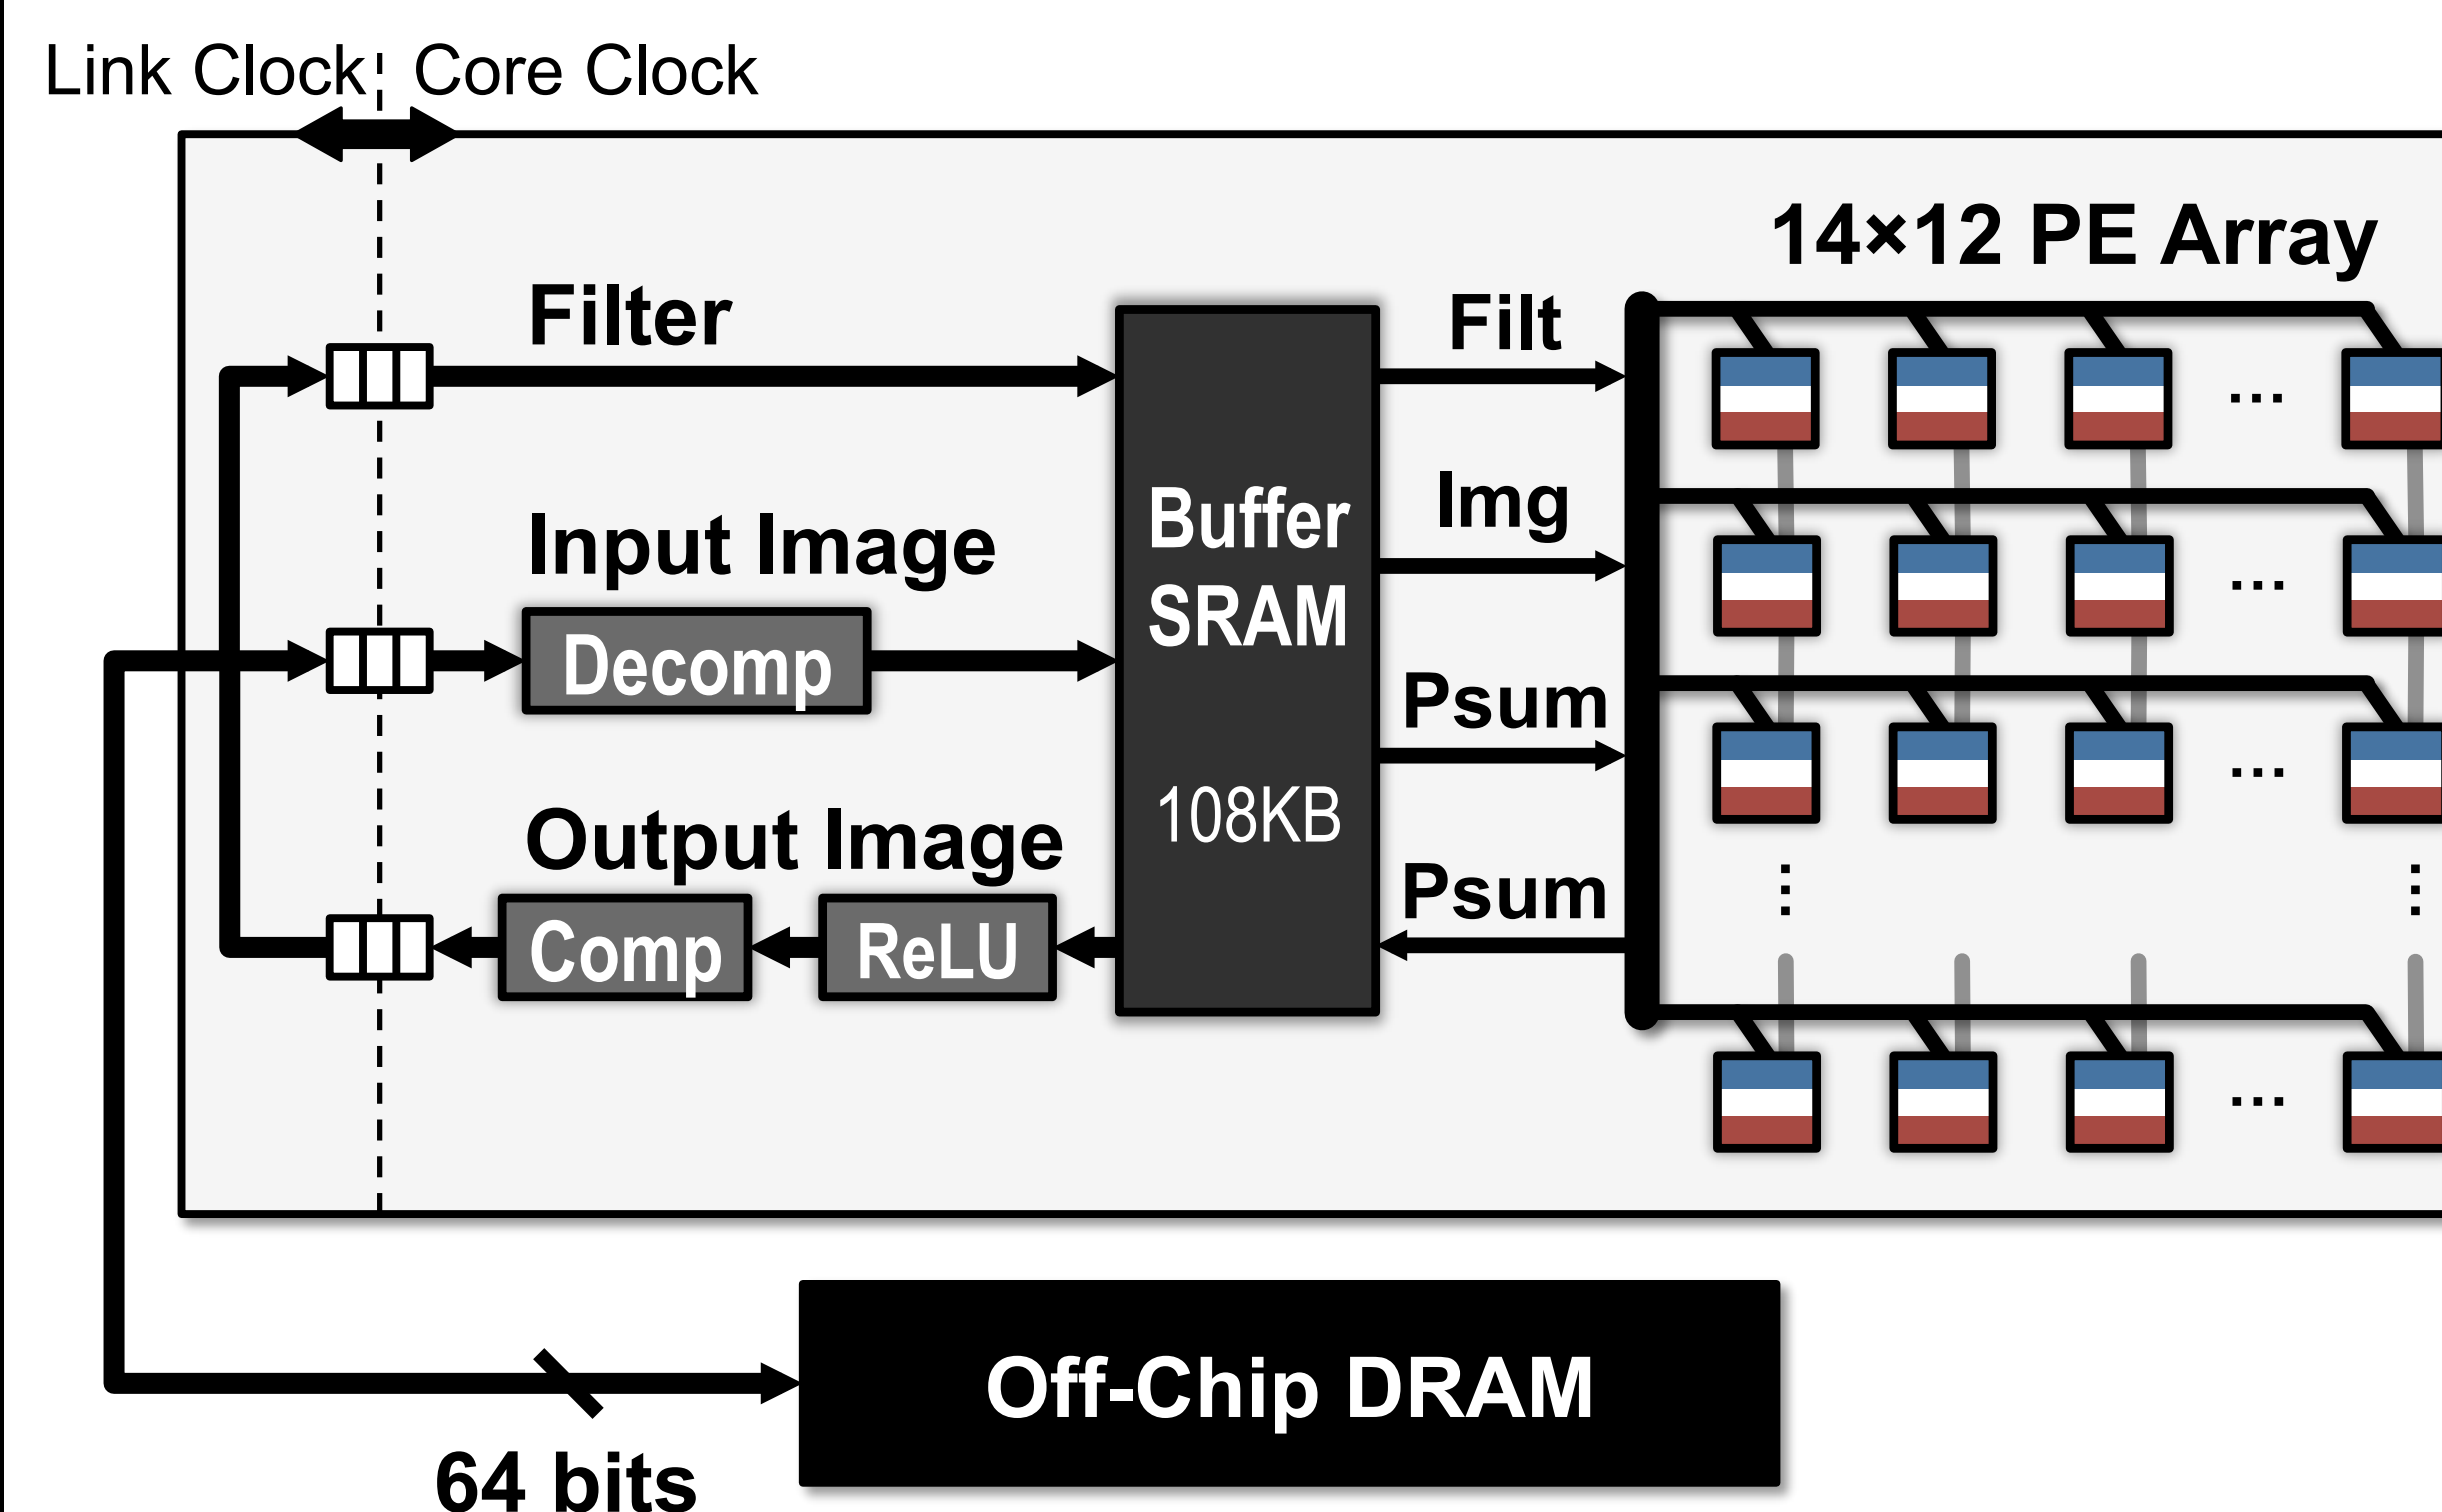 Link Clock Core Clock
14×12 PE Array
Filter
Filt
Input Image
Img
Buffer
SRAM
Decomp
Psum
108KB
Output Image
Psum
Comp
ReLU
...
...
...
...
Off-Chip DRAM
64 bits